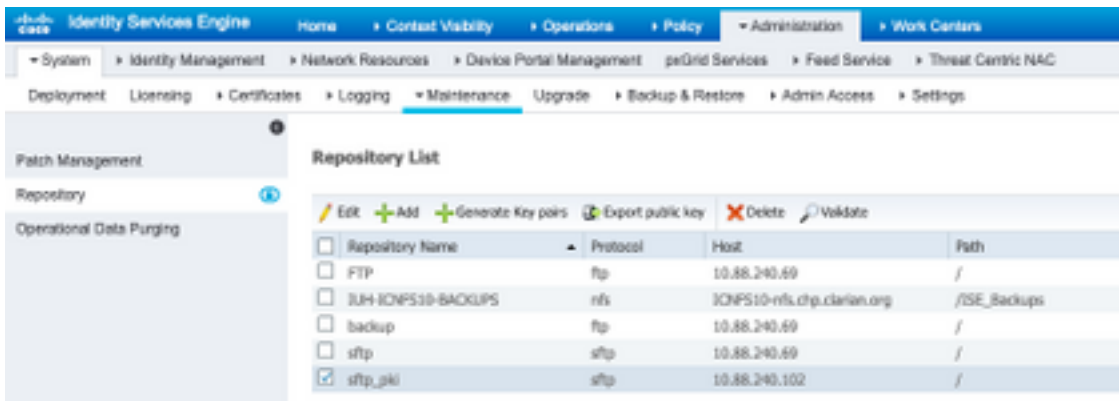 cisco Identity Services Engine Home Context Visibility Operations Policy Administration Work Centers
System Identity Management Network Resources Device Portal Management pxGrid Services Feed Service Threat Centric NAC
Deployment Licensing Certificates Logging Maintenance Upgrade Backup & Restore Admin Access Settings
Patch Management
Repository
Operational Data Purging
Repository List
Edit Add Generate Key pairs Export public key Delete Validate
Repository Name Protocol Host Path
FTP ftp 10.88.240.69 /
IUH-ICNFS10-BACKUPS nfs ICNFS10-nfs.chp.clarian.org /ISE_Backups
backup ftp 10.88.240.69 /
sftp sftp 10.88.240.69 /
sftp_pki sftp 10.88.240.102 /